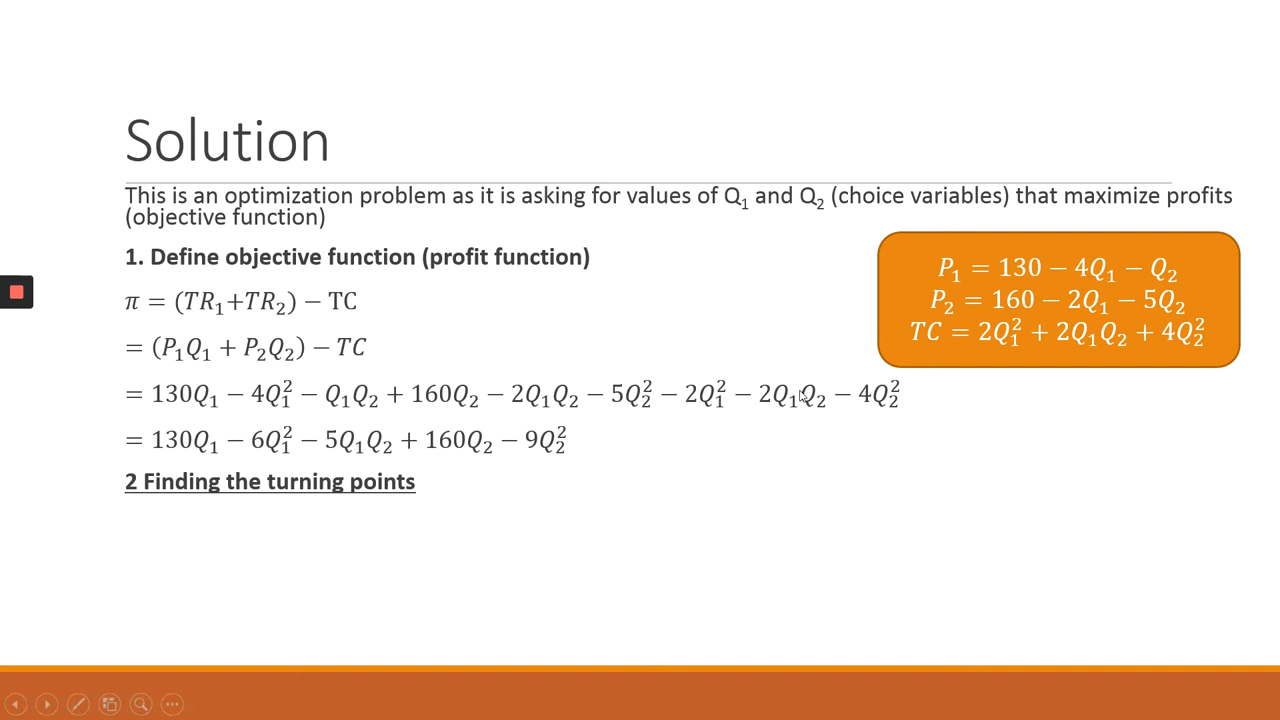 Solution
This is an optimization problem as it is asking for values of Q₁ and Q₂ (choice variables) that maximize profits
(objective function)
1. Define objective function (profit function)
π = (TR₁+TR₂) − TC
= (P₁Q₁ + P₂Q₂) − TC
= 130Q₁ − 4Q₁² − Q₁Q₂ + 160Q₂ − 2Q₁Q₂ − 5Q₂² − 2Q₁² − 2Q₁Q₂ − 4Q₂²
= 130Q₁ − 6Q₁² − 5Q₁Q₂ + 160Q₂ − 9Q₂²
2 Finding the turning points
P₁ = 130 − 4Q₁ − Q₂
P₂ = 160 − 2Q₁ − 5Q₂
TC = 2Q₁² + 2Q₁Q₂ + 4Q₂²